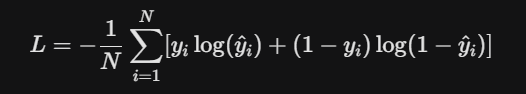 L = -\frac{1}{N} \sum_{i=1}^{N} [y_i \log(\hat{y}_i) + (1 - y_i) \log(1 - \hat{y}_i)]